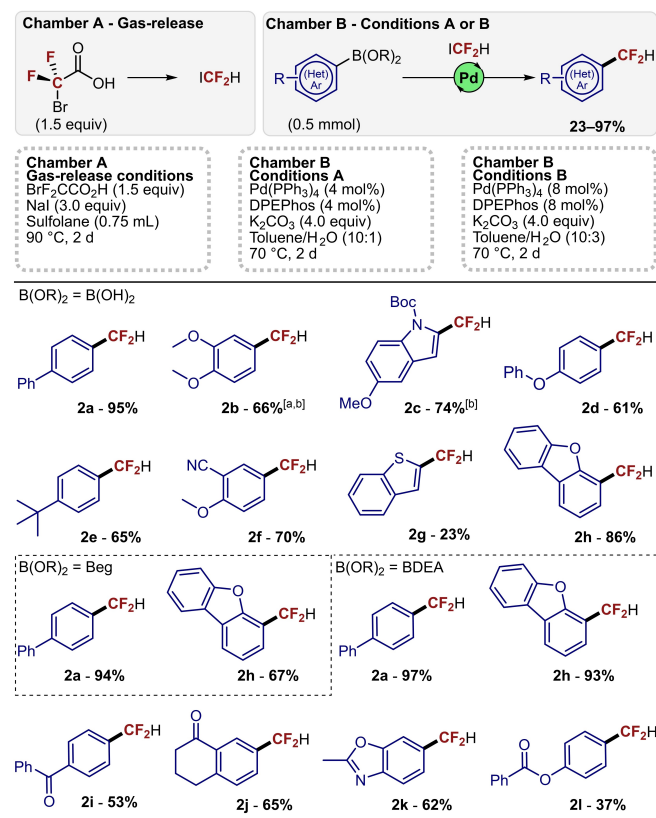 Chamber A - Gas-release
Chamber B - Conditions A or B
F
F
C
O
OH
Br
ICF2H
(1.5 equiv)
R
(Het)
Ar
B(OR)2
ICF2H
Pd
R
(Het)
Ar
CF2H
(0.5 mmol)
23–97%
Chamber A
Gas-release conditions
BrF2CCO2H (1.5 equiv)
NaI (3.0 equiv)
Sulfolane (0.75 mL)
90 °C, 2 d
Chamber B
Conditions A
Pd(PPh3)4 (4 mol%)
DPEPhos (4 mol%)
K2CO3 (4.0 equiv)
Toluene/H2O (10:1)
70 °C, 2 d
Chamber B
Conditions B
Pd(PPh3)4 (8 mol%)
DPEPhos (8 mol%)
K2CO3 (4.0 equiv)
Toluene/H2O (10:3)
70 °C, 2 d
B(OR)2 = B(OH)2
Ph
CF2H
2a - 95%
O
O
CF2H
2b - 66%[a,b]
Boc
N
CF2H
MeO
2c - 74%[b]
Ph
O
CF2H
2d - 61%
CF2H
2e - 65%
NC
O
CF2H
2f - 70%
S
CF2H
2g - 23%
O
CF2H
2h - 86%
B(OR)2 = Beg
Ph
CF2H
2a - 94%
O
CF2H
2h - 67%
B(OR)2 = BDEA
Ph
CF2H
2a - 97%
O
CF2H
2h - 93%
Ph
O
CF2H
2i - 53%
O
CF2H
2j - 65%
O
N
CF2H
2k - 62%
O
Ph
O
CF2H
2l - 37%